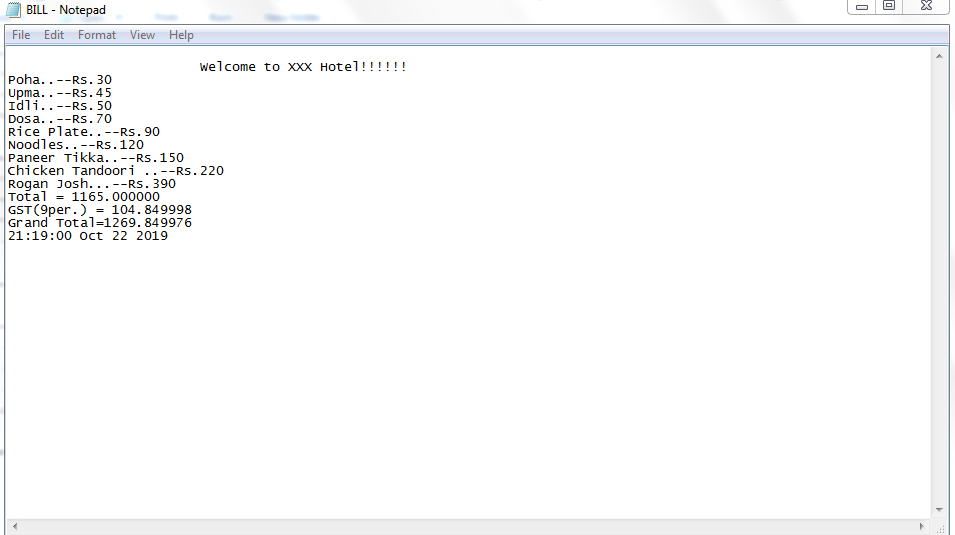 BILL - Notepad
File Edit Format View Help
Welcome to XXX Hotel!!!!!!
Poha..--Rs.30
Upma..--Rs.45
Idli..--Rs.50
Dosa..--Rs.70
Rice Plate..--Rs.90
Noodles..--Rs.120
Paneer Tikka..--Rs.150
Chicken Tandoori ..--Rs.220
Rogan Josh...--Rs.390
Total = 1165.000000
GST(9per.) = 104.849998
Grand Total=1269.849976
21:19:00 Oct 22 2019